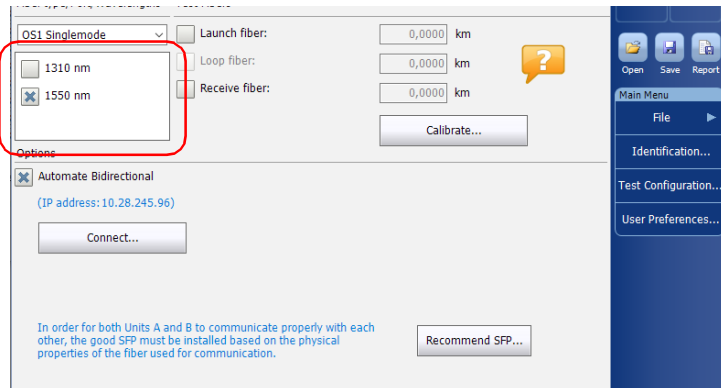 OS1 Singlemode
Launch fiber:
0,0000 km
1310 nm
Loop fiber:
0,0000 km
1550 nm
Receive fiber:
0,0000 km
Calibrate...
Options
Automate Bidirectional
(IP address:10.28.245.96)
Connect...
In order for both Units A and B to communicate properly with each
other, the good SFP must be installed based on the physical
properties of the fiber used for communication.
Recommend SFP...
?
Open Save Report
Main Menu
File
Identification...
Test Configuration...
User Preferences...